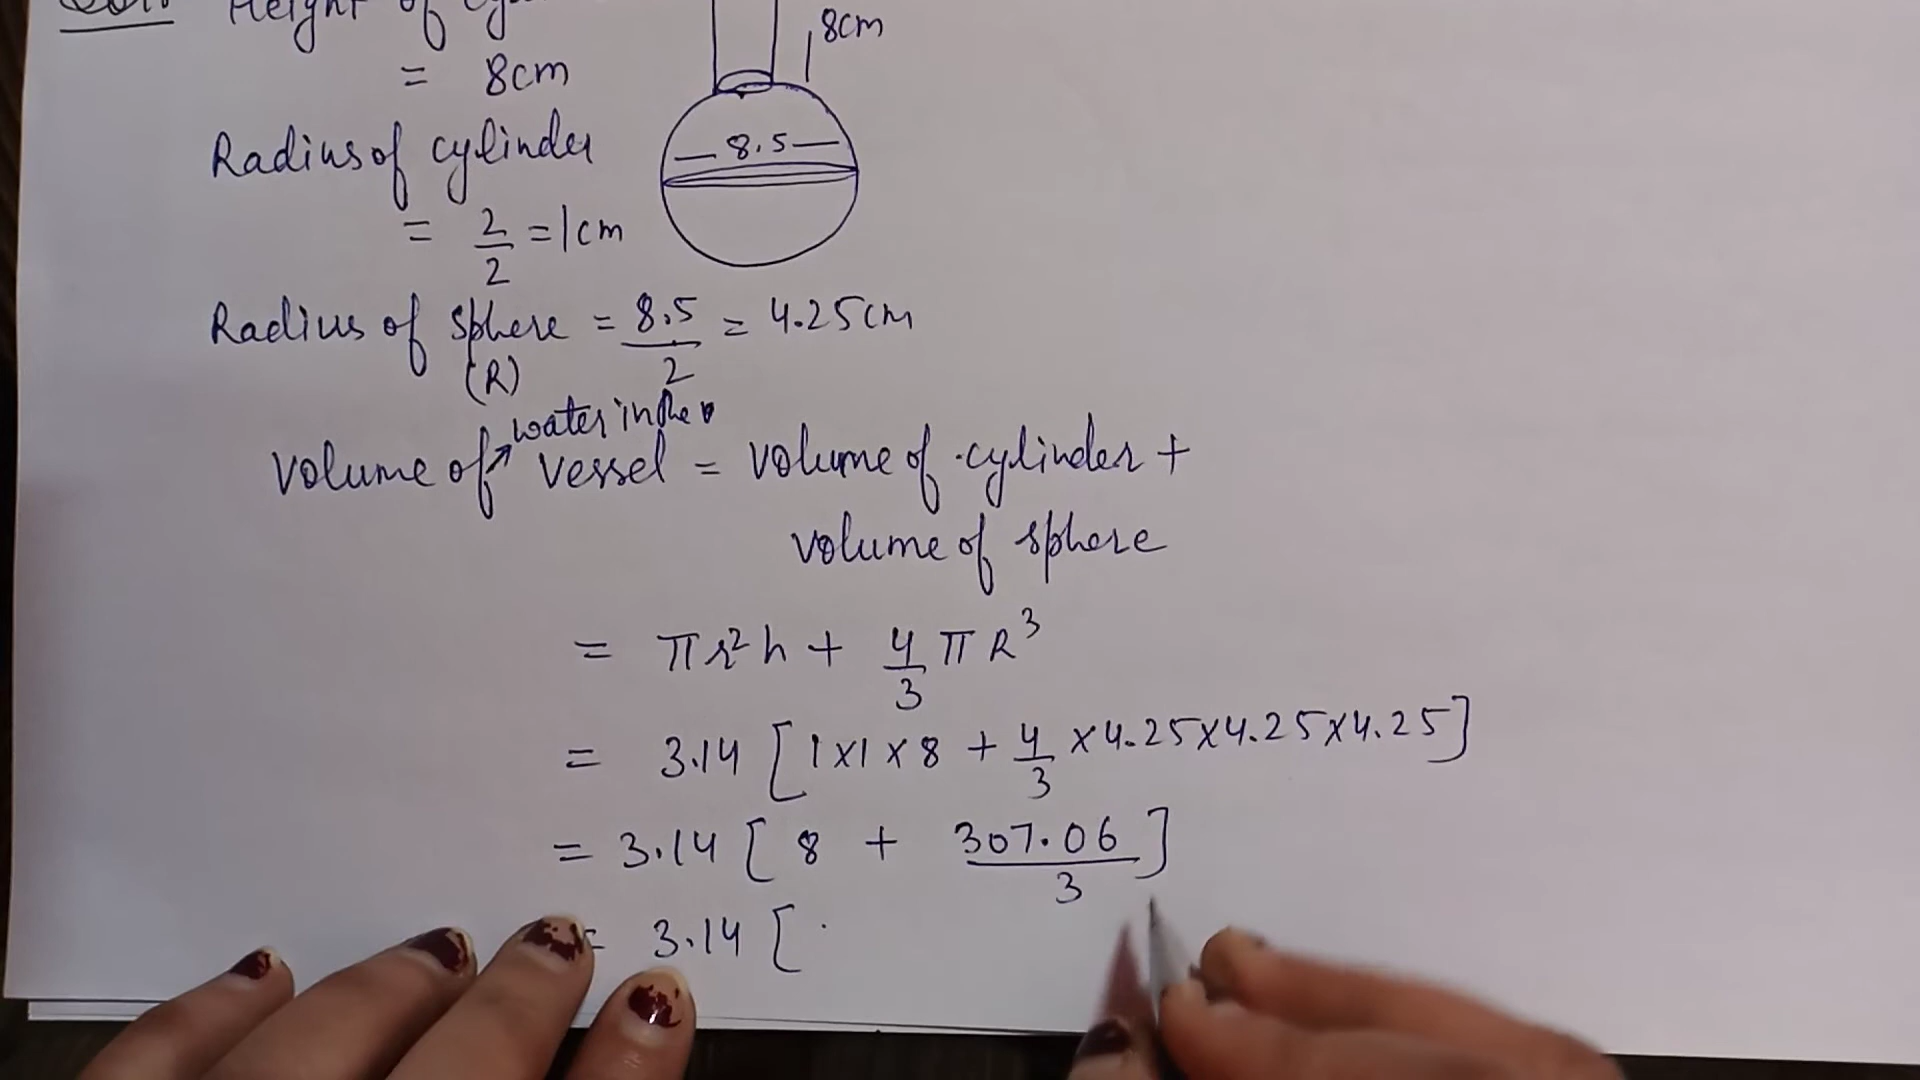 Height of
= 8cm
8cm
8.5
Radius of cylinder
= 2/2 = 1cm
Radius of sphere = 8.5/2 = 4.25cm
(R)
water in the
Volume of vessel = volume of cylinder +
volume of sphere
= πr²h + 4/3 πR³
= 3.14 [1×1×8 + 4/3 ×4.25×4.25×4.25]
= 3.14 [8 + 307.06/3]
= 3.14 [